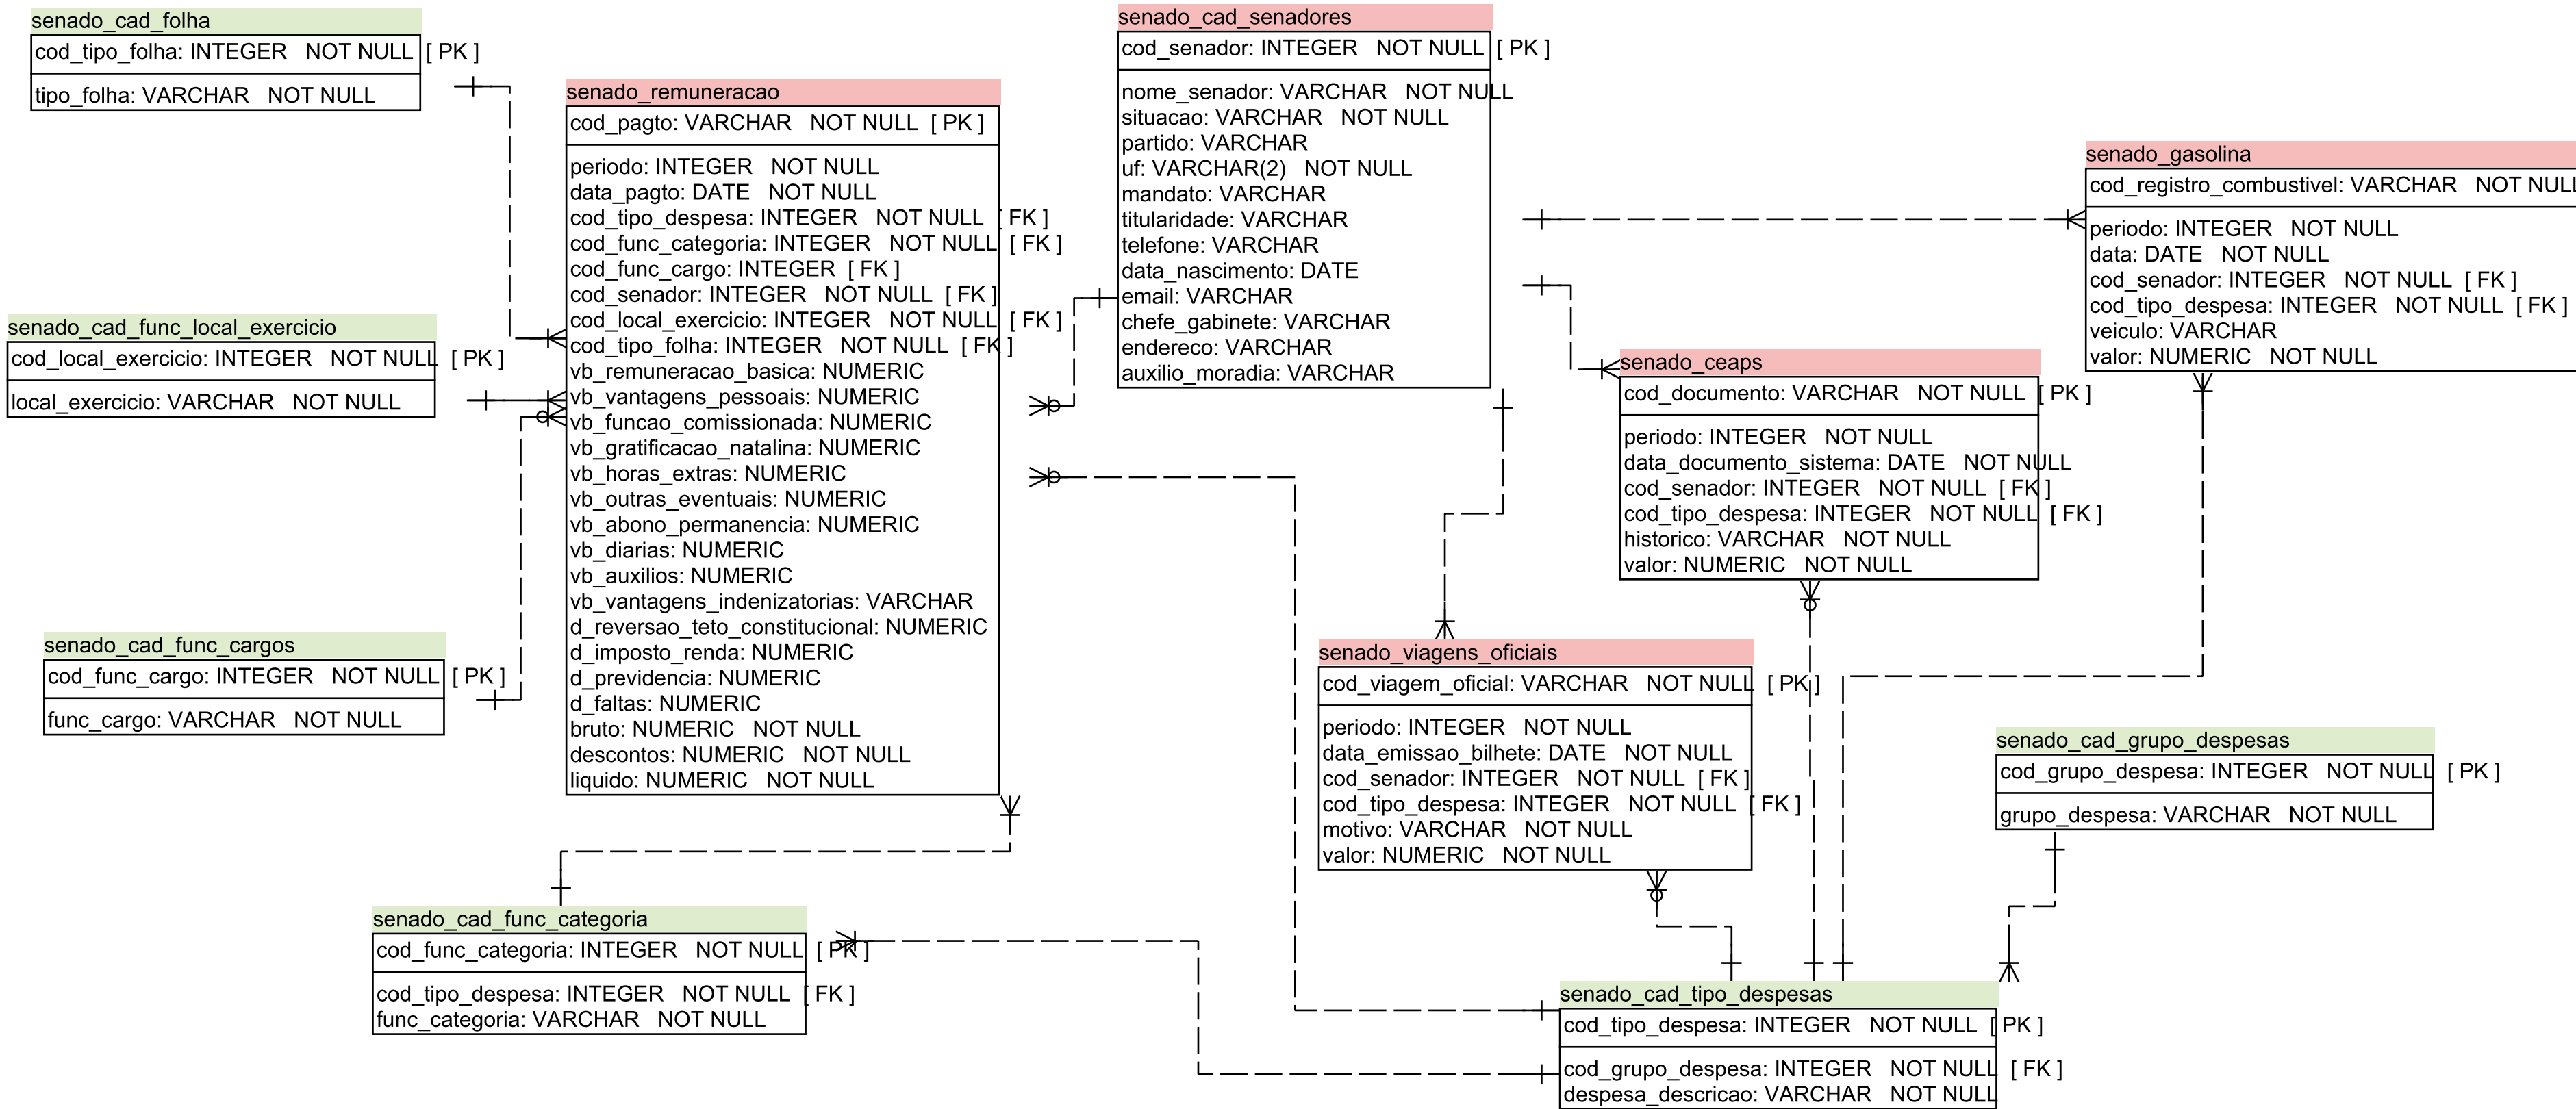 senado_cad_folha
cod_tipo_folha: INTEGER NOT NULL [ PK ]
tipo_folha: VARCHAR NOT NULL
senado_cad_func_local_exercicio
cod_local_exercicio: INTEGER NOT NULL [ PK ]
local_exercicio: VARCHAR NOT NULL
senado_cad_func_cargos
cod_func_cargo: INTEGER NOT NULL [ PK ]
func_cargo: VARCHAR NOT NULL
senado_remuneracao
cod_pagto: VARCHAR NOT NULL [ PK ]
periodo: INTEGER NOT NULL
data_pagto: DATE NOT NULL
cod_tipo_despesa: INTEGER NOT NULL [ FK ]
cod_func_categoria: INTEGER NOT NULL [ FK ]
cod_func_cargo: INTEGER [ FK ]
cod_senador: INTEGER NOT NULL [ FK ]
cod_local_exercicio: INTEGER NOT NULL [ FK ]
cod_tipo_folha: INTEGER NOT NULL [ FK ]
vb_remuneracao_basica: NUMERIC
vb_vantagens_pessoais: NUMERIC
vb_funcao_comissionada: NUMERIC
vb_gratificacao_natalina: NUMERIC
vb_horas_extras: NUMERIC
vb_outras_eventuais: NUMERIC
vb_abono_permanencia: NUMERIC
vb_diarias: NUMERIC
vb_auxilios: NUMERIC
vb_vantagens_indenizatorias: VARCHAR
d_reversao_teto_constitucional: NUMERIC
d_imposto_renda: NUMERIC
d_previdencia: NUMERIC
d_faltas: NUMERIC
bruto: NUMERIC NOT NULL
descontos: NUMERIC NOT NULL
liquido: NUMERIC NOT NULL
senado_cad_func_categoria
cod_func_categoria: INTEGER NOT NULL [ PK ]
cod_tipo_despesa: INTEGER NOT NULL [ FK ]
func_categoria: VARCHAR NOT NULL
senado_cad_senadores
cod_senador: INTEGER NOT NULL [ PK ]
nome_senador: VARCHAR NOT NULL
situacao: VARCHAR NOT NULL
partido: VARCHAR
uf: VARCHAR(2) NOT NULL
mandato: VARCHAR
titularidade: VARCHAR
telefone: VARCHAR
data_nascimento: DATE
email: VARCHAR
chefe_gabinete: VARCHAR
endereco: VARCHAR
auxilio_moradia: VARCHAR
senado_gasolina
cod_registro_combustivel: VARCHAR NOT NULL
periodo: INTEGER NOT NULL
data: DATE NOT NULL
cod_senador: INTEGER NOT NULL [ FK ]
cod_tipo_despesa: INTEGER NOT NULL [ FK ]
veiculo: VARCHAR
valor: NUMERIC NOT NULL
senado_ceaps
cod_documento: VARCHAR NOT NULL [ PK ]
periodo: INTEGER NOT NULL
data_documento_sistema: DATE NOT NULL
cod_senador: INTEGER NOT NULL [ FK ]
cod_tipo_despesa: INTEGER NOT NULL [ FK ]
historico: VARCHAR NOT NULL
valor: NUMERIC NOT NULL
senado_viagens_oficiais
cod_viagem_oficial: VARCHAR NOT NULL [ PK ]
periodo: INTEGER NOT NULL
data_emissao_bilhete: DATE NOT NULL
cod_senador: INTEGER NOT NULL [ FK ]
cod_tipo_despesa: INTEGER NOT NULL [ FK ]
motivo: VARCHAR NOT NULL
valor: NUMERIC NOT NULL
senado_cad_grupo_despesas
cod_grupo_despesa: INTEGER NOT NULL [ PK ]
grupo_despesa: VARCHAR NOT NULL
senado_cad_tipo_despesas
cod_tipo_despesa: INTEGER NOT NULL [ PK ]
cod_grupo_despesa: INTEGER NOT NULL [ FK ]
despesa_descricao: VARCHAR NOT NULL